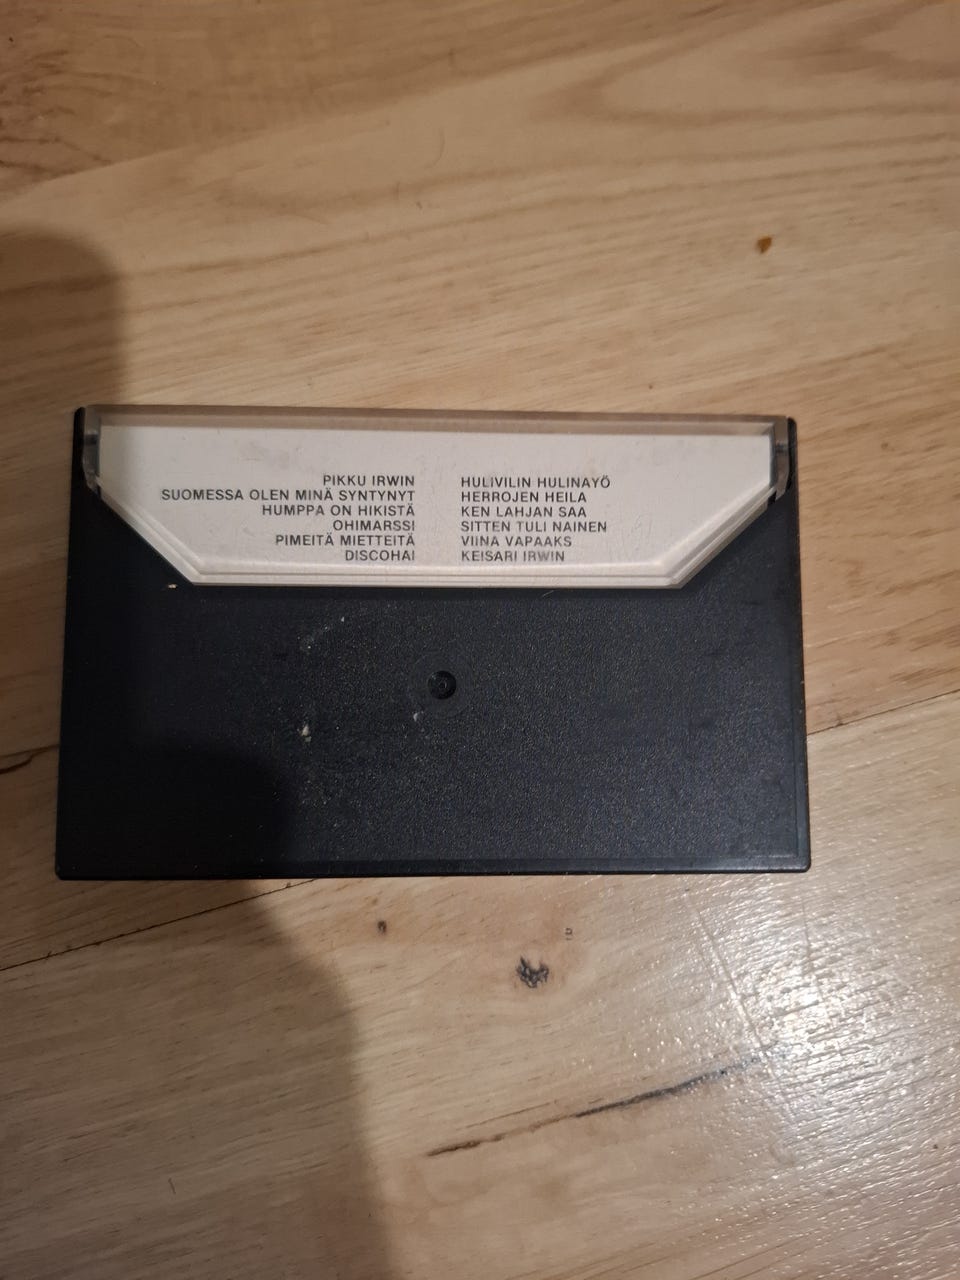 PIKKU IRWIN
SUOMESSA OLEN MINÄ SYNTYNYT
HUMPPA ON HIKISTÄ
OHIMARSSI
PIMEITÄ MIETTEITÄ
DISCOHAI
HULIVILIN HULINAYÖ
HERROJEN HEILA
KEN LAHJAN SAA
SITTEN TULI NAINEN
VIINA VAPAAKS
KEISARI IRWIN